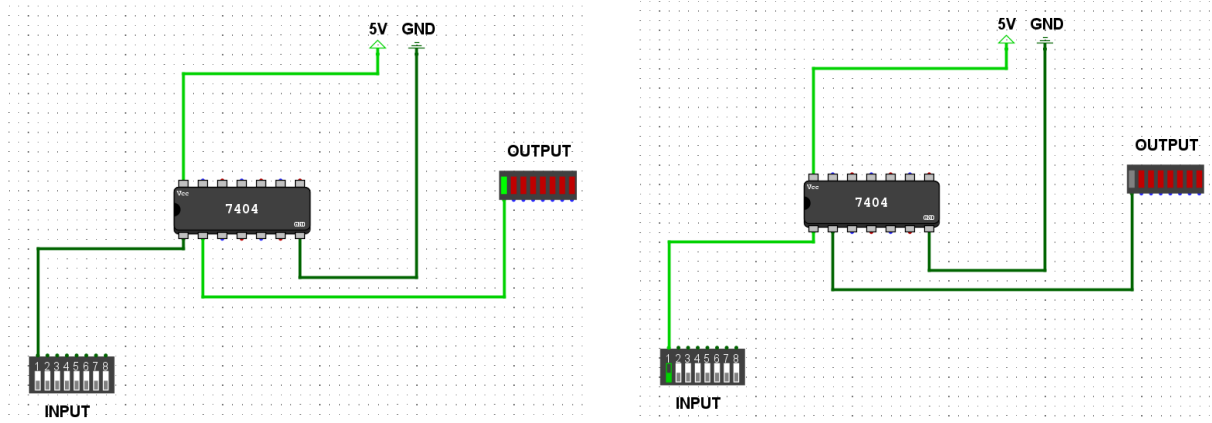 5V GND
OUTPUT
Vcc
7404
GND
1 2 3 4 5 6 7 8
INPUT
5V GND
OUTPUT
Vcc
7404
GND
1 2 3 4 5 6 7 8
INPUT